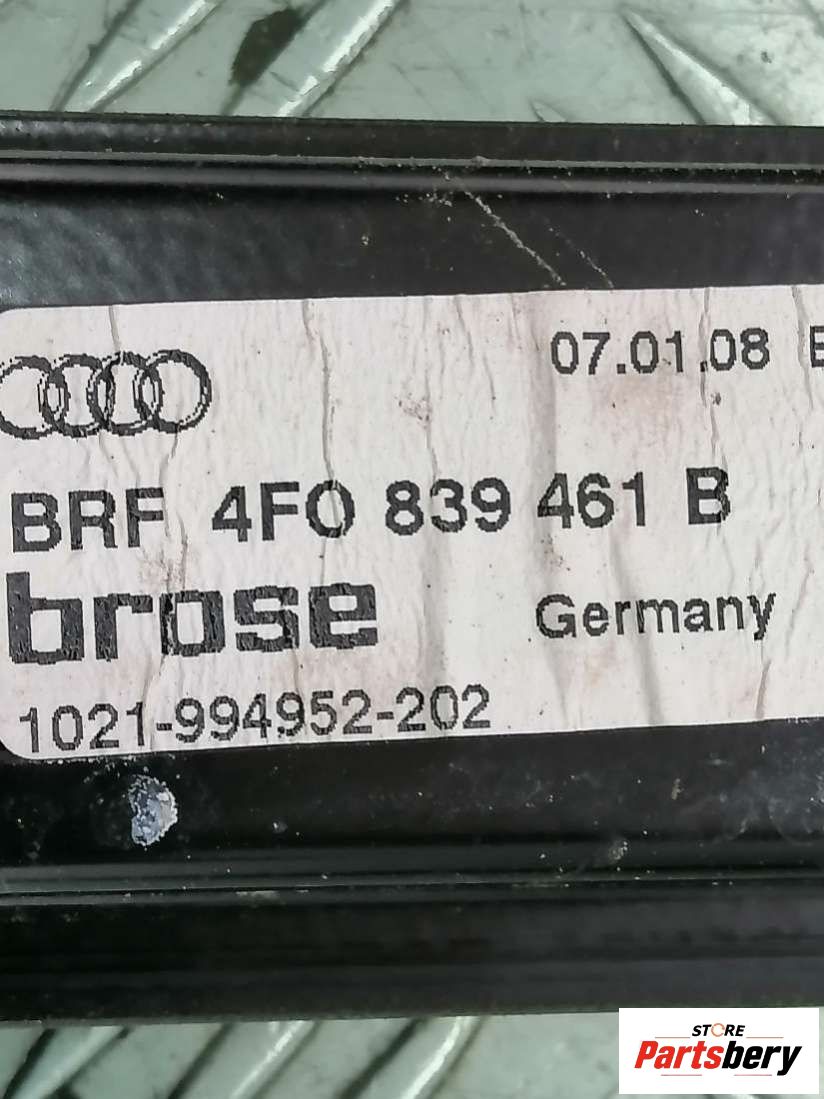 07.01.08
BRF 4F0 839 461 B
brose Germany
1021-994952-202
STORE
Partsbery